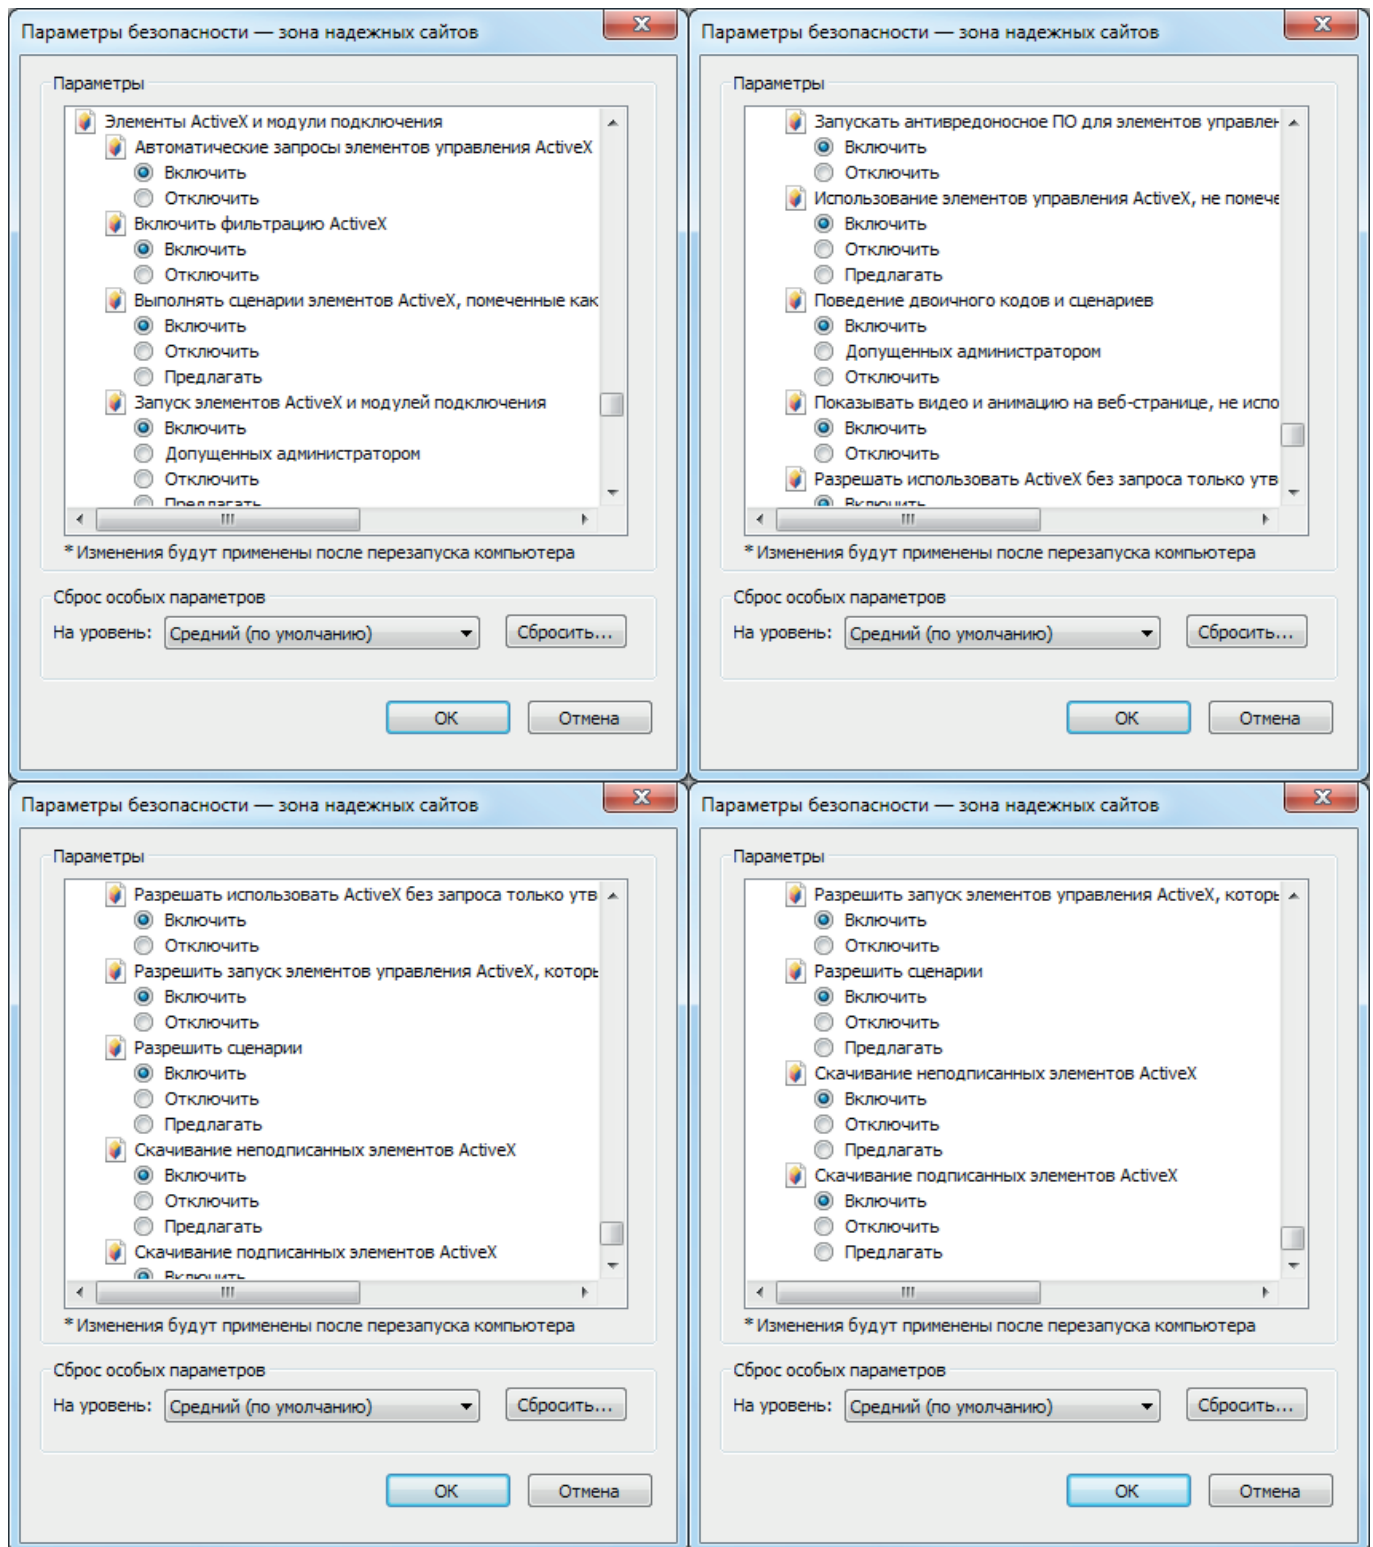 Параметры безопасности — зона надежных сайтов
Параметры
Элементы ActiveX и модули подключения
Автоматические запросы элементов управления ActiveX
Включить
Отключить
Включить фильтрацию ActiveX
Включить
Отключить
Выполнять сценарии элементов ActiveX, помеченные как
Включить
Отключить
Предлагать
Запуск элементов ActiveX и модулей подключения
Включить
Допущенных администратором
Отключить
Предлагать
* Изменения будут применены после перезапуска компьютера
Сброс особых параметров
На уровень: Средний (по умолчанию) Сбросить...
ОК Отмена
Параметры безопасности — зона надежных сайтов
Параметры
Запускать антивредоносное ПО для элементов управлен
Включить
Отключить
Использование элементов управления ActiveX, не помече
Включить
Отключить
Предлагать
Поведение двоичного кодов и сценариев
Включить
Допущенных администратором
Отключить
Показывать видео и анимацию на веб-странице, не испо
Включить
Отключить
Разрешать использовать ActiveX без запроса только утв
Включить
* Изменения будут применены после перезапуска компьютера
Сброс особых параметров
На уровень: Средний (по умолчанию) Сбросить...
ОК Отмена
Параметры безопасности — зона надежных сайтов
Параметры
Разрешать использовать ActiveX без запроса только утв
Включить
Отключить
Разрешить запуск элементов управления ActiveX, которы
Включить
Отключить
Разрешить сценарии
Включить
Отключить
Предлагать
Скачивание неподписанных элементов ActiveX
Включить
Отключить
Предлагать
Скачивание подписанных элементов ActiveX
Включить
* Изменения будут применены после перезапуска компьютера
Сброс особых параметров
На уровень: Средний (по умолчанию) Сбросить...
ОК Отмена
Параметры безопасности — зона надежных сайтов
Параметры
Разрешить запуск элементов управления ActiveX, которы
Включить
Отключить
Разрешить сценарии
Включить
Отключить
Предлагать
Скачивание неподписанных элементов ActiveX
Включить
Отключить
Предлагать
Скачивание подписанных элементов ActiveX
Включить
Отключить
Предлагать
* Изменения будут применены после перезапуска компьютера
Сброс особых параметров
На уровень: Средний (по умолчанию) Сбросить...
ОК Отмена